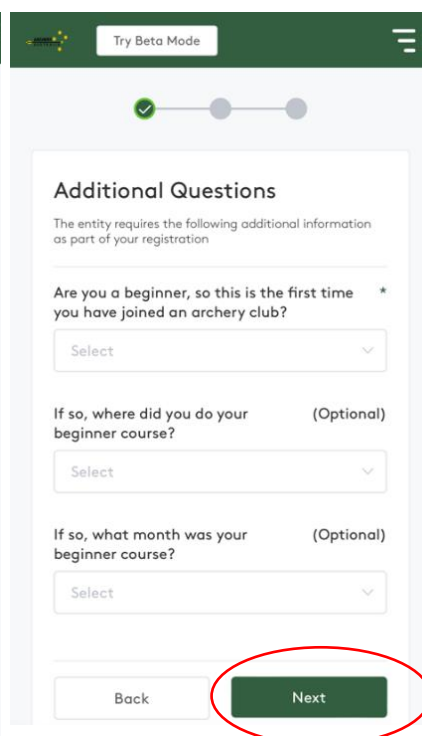 Try Beta Mode
Additional Questions
The entity requires the following additional information
as part of your registration
Are you a beginner, so this is the first time *
you have joined an archery club?
Select
If so, where did you do your (Optional)
beginner course?
Select
If so, what month was your (Optional)
beginner course?
Select
Back Next